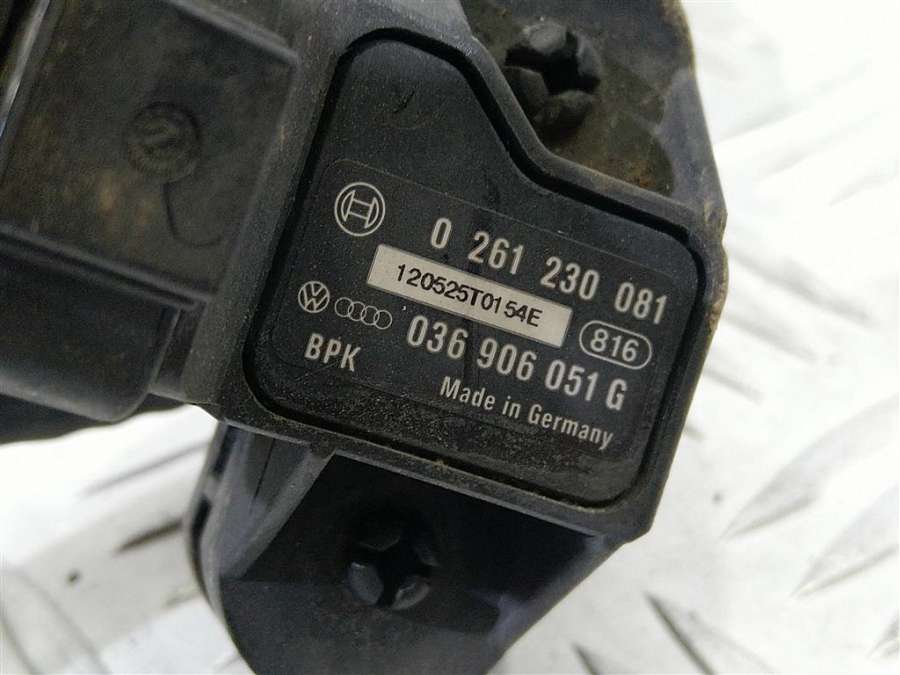 0 261 230 081
120525T0154E
816
036 906 051 G
BPK
Made in Germany